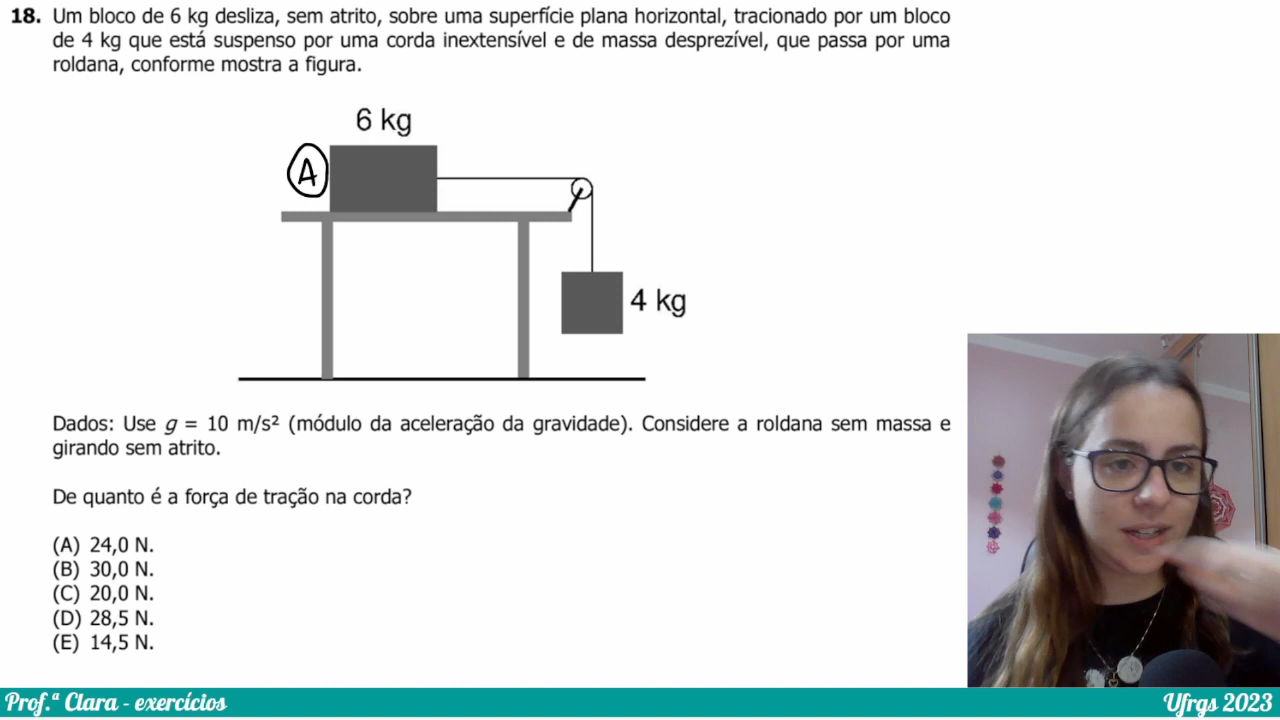 18. Um bloco de 6 kg desliza, sem atrito, sobre uma superfície plana horizontal, tracionado por um bloco
de 4 kg que está suspenso por uma corda inextensível e de massa desprezível, que passa por uma
roldana, conforme mostra a figura.
6 kg
A
4 kg
Dados: Use g = 10 m/s² (módulo da aceleração da gravidade). Considere a roldana sem massa e
girando sem atrito.
De quanto é a força de tração na corda?
(A) 24,0 N.
(B) 30,0 N.
(C) 20,0 N.
(D) 28,5 N.
(E) 14,5 N.
Prof.ª Clara - exercícios
Ufrgs 2023